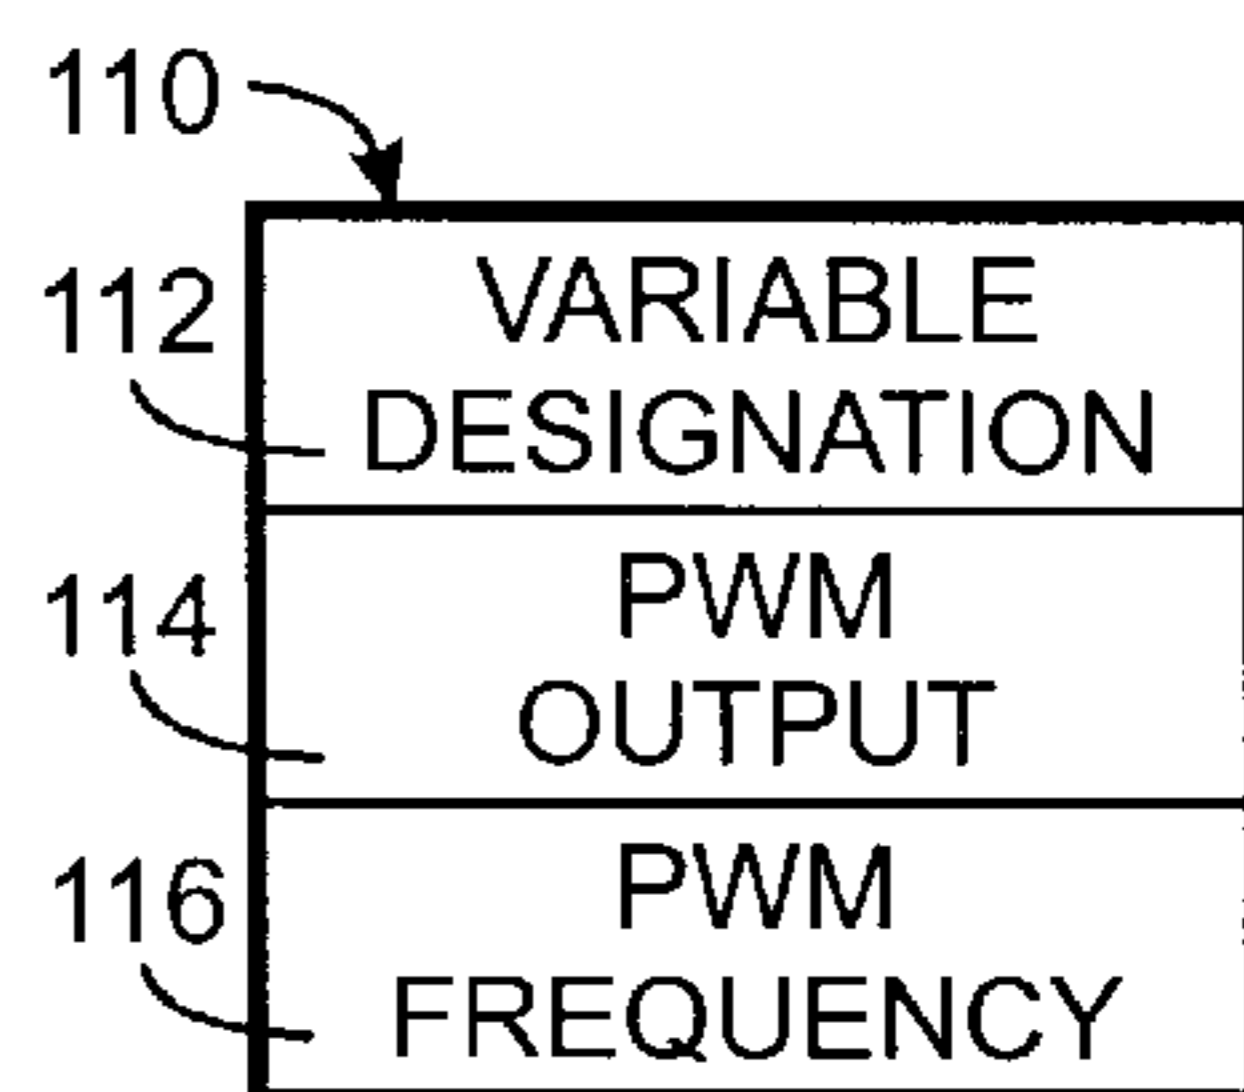 110
112
VARIABLE
DESIGNATION
114
PWM
OUTPUT
116
PWM
FREQUENCY